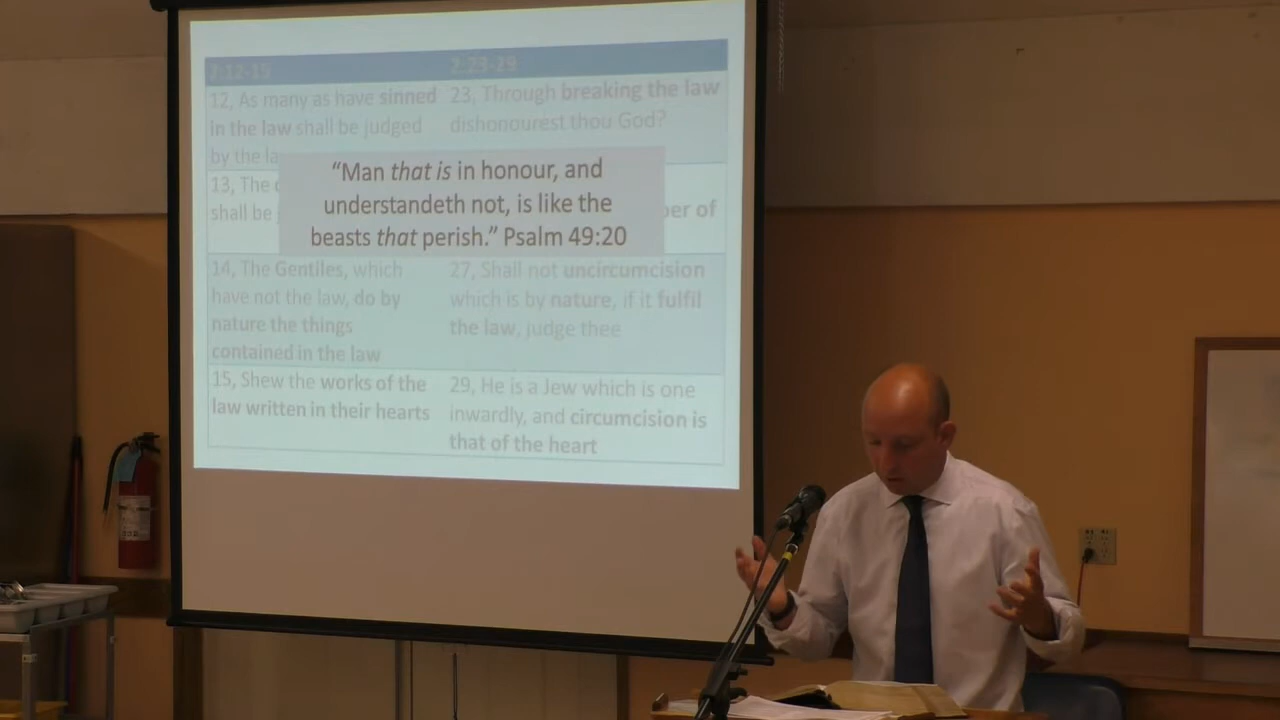 2:12-15 2:23-29
12, As many as have sinned
in the law shall be judged
by the la
23, Through breaking the law
dishonourest thou God?
"Man that is in honour, and
understandeth not, is like the
beasts that perish." Psalm 49:20
13, The
shall be
per of
14, The Gentiles, which
have not the law, do by
nature the things
contained in the law
27, Shall not uncircumcision
which is by nature, if it fulfil
the law, judge thee
15, Shew the works of the
law written in their hearts
29, He is a Jew which is one
inwardly, and circumcision is
that of the heart